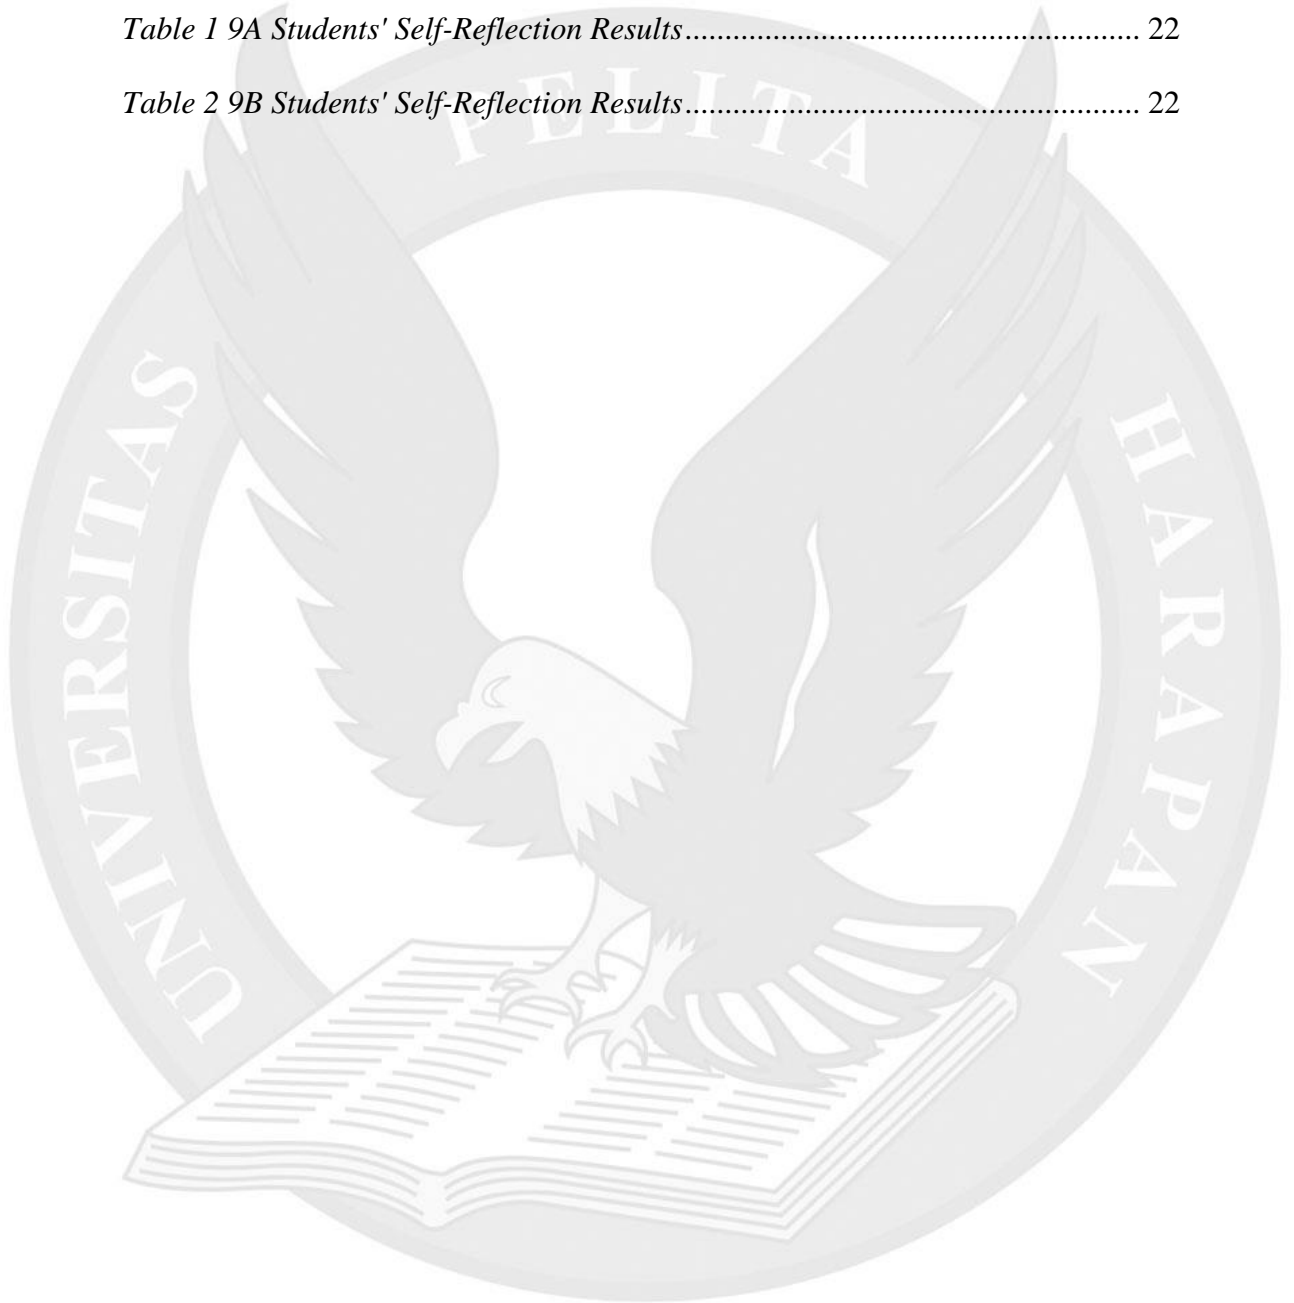 Table 1 9A Students' Self-Reflection Results........................................................ 22
Table 2 9B Students' Self-Reflection Results........................................................ 22
UNIVERSITAS PELITA HARAPAN